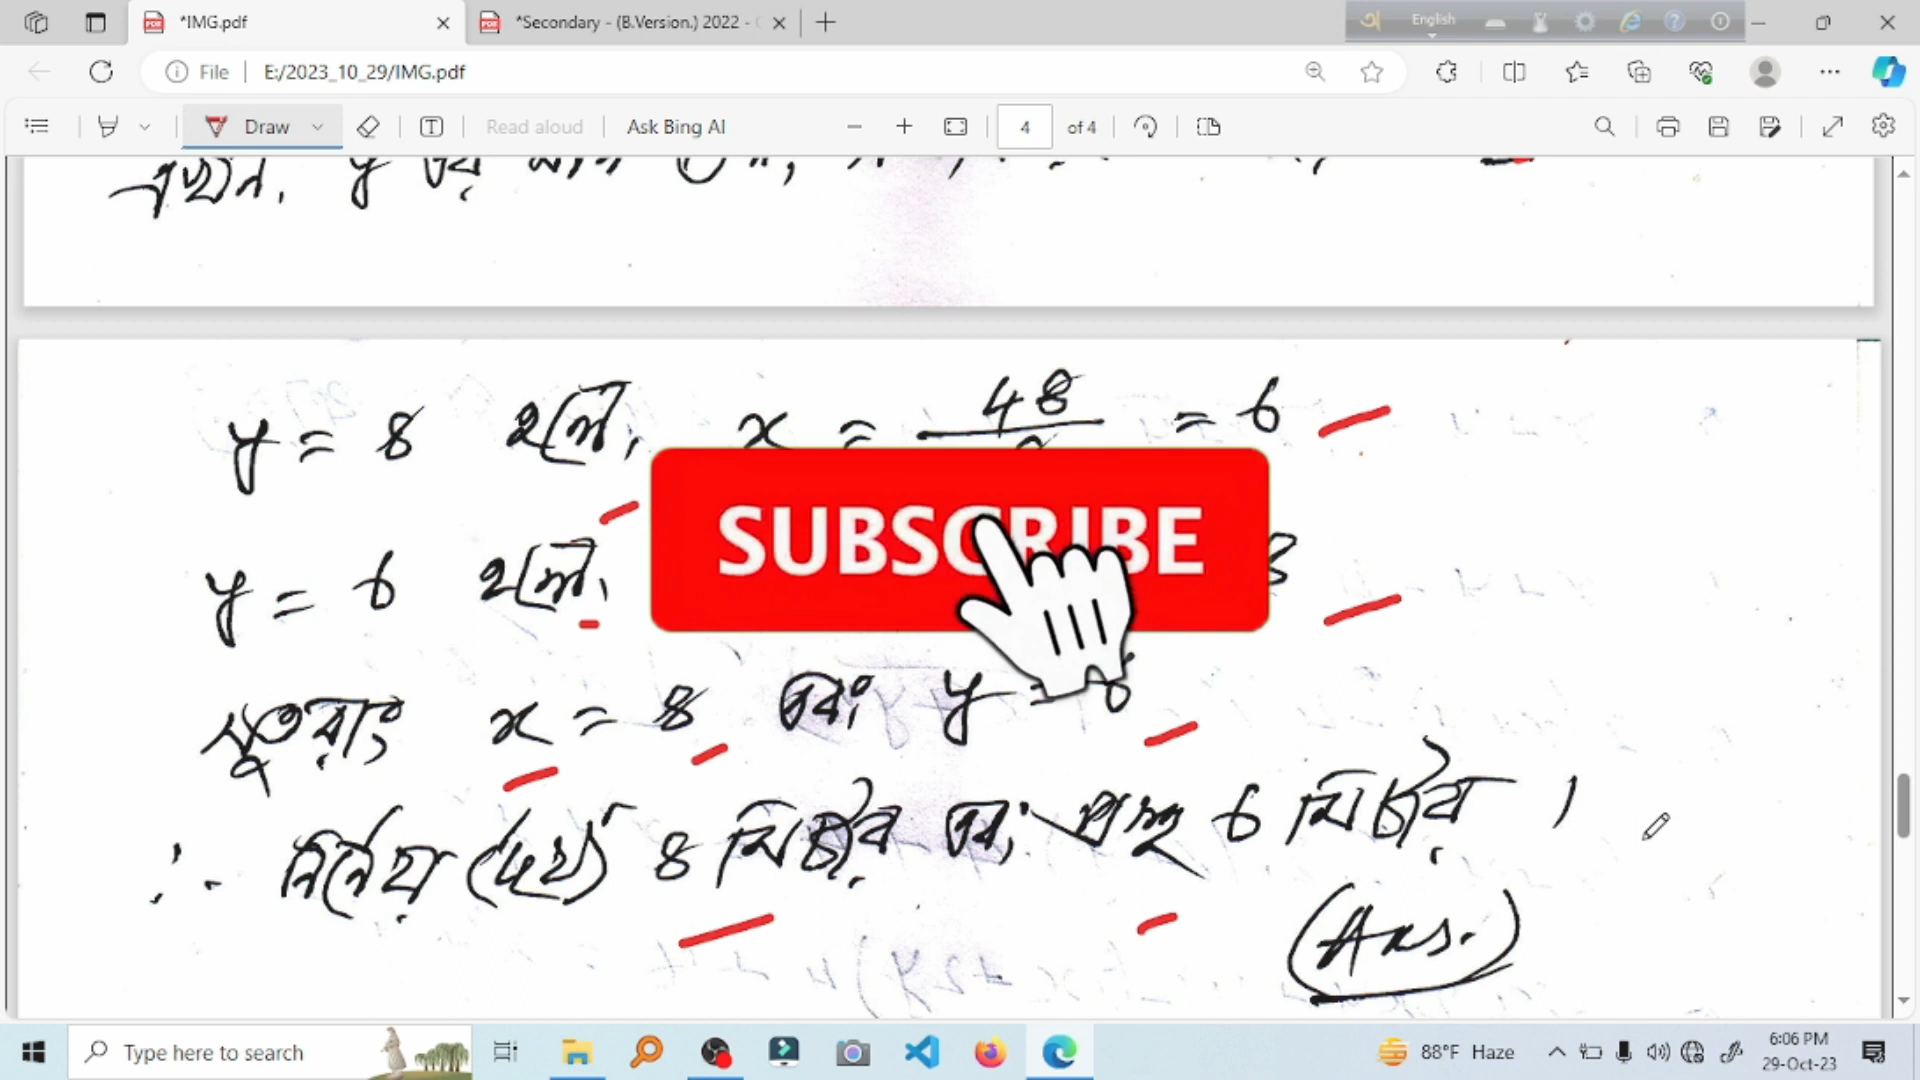 *IMG.pdf
*Secondary - (B.Version.) 2022 -
English
File
E:/2023_10_29/IMG.pdf
Draw
Read aloud
Ask Bing AI
4
of 4
y = 8 হলে, x = 48 = 6
SUBSCRIBE
y = 6 হলে,
সুতরাং x = 8 এবং y =
∴ নির্ণেয় দৈর্ঘ্য 8 মিটার এবং প্রস্থ 6 মিটার ।
(Ans.)
Type here to search
88°F Haze
6:06 PM
29-Oct-23